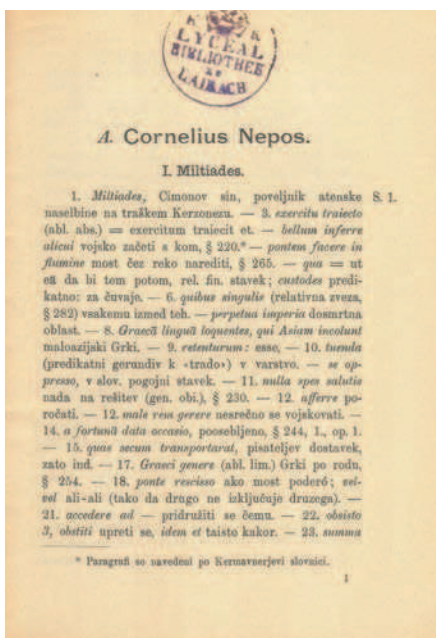 K K
LYCEAL
BIBLIOTHEK
ZU
LAIBACH
A. Cornelius Nepos.
I. Miltiades.
1. Miltiades, Cimonov sin, poveljnik atenske S. 1.
naselbine na traškem Kerzonezu. — 3. exercitu traiecto
(abl. abs.) = exercitum traiecit et. — bellum inferre
alicui vojsko začeti s kom, § 220.* — pontem facere in
flumine most čez reko narediti, § 265. — qua = ut
eā da bi tem potom, rel. fin. stavek; custodes predi-
katno: za čuvaje. — 6. quibus singulis (relativna zveza,
§ 282) vsakemu izmed teh. — perpetua imperia dosmrtna
oblast. — 8. Graecā linguā loquentes, qui Asiam incolunt
maloazijski Grki. — 9. retenturum: esse. — 10. tuenda
(predikatni gerundiv k «trado») v varstvo. — se op-
presso, v slov. pogojni stavek. — 11. nulla spes salutis
nada na rešitev (gen. obi.), § 230. — 12. afferre po-
ročati. — 12. male rem gerere nesrečno se vojskovati. —
14. a fortunā data occasio, poosebljeno, § 244, 1., op. 1.
— 15. quas secum transportarat, pisateljev dostavek,
zato ind. — 17. Graeci genere (abl. lim.) Grki po rodu,
§ 254. — 18. ponte rescisso ako most poderó; vel-
vel ali-ali (tako da drugo ne izključuje druzega). —
21. accedere ad — pridružiti se čemu. — 22. obsisto
3, obstiti upreti se, idem et taisto kakor. — 23. summa
* Paragrafi so navedeni po Kermavnerjevi slovnici.
1